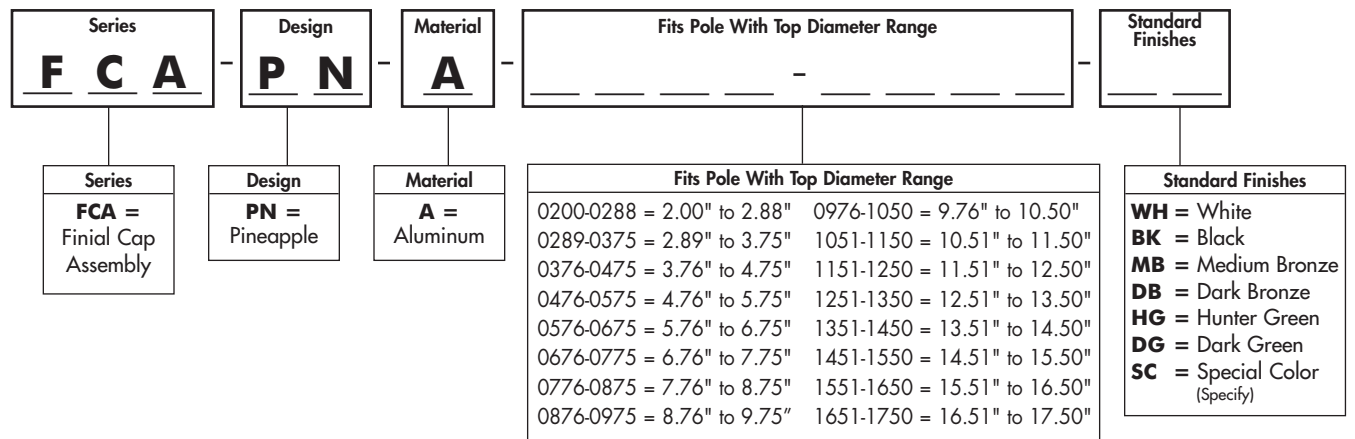 Series
F C A - 
Design
P N - 
Material
A - 
Fits Pole With Top Diameter Range
_ _ _ _ - _ _ _ _ - 
Standard
Finishes
_ _
Series
FCA =
Finial Cap
Assembly
Design
PN =
Pineapple
Material
A =
Aluminum
Fits Pole With Top Diameter Range
0200-0288 = 2.00" to 2.88" 0976-1050 = 9.76" to 10.50"
0289-0375 = 2.89" to 3.75" 1051-1150 = 10.51" to 11.50"
0376-0475 = 3.76" to 4.75" 1151-1250 = 11.51" to 12.50"
0476-0575 = 4.76" to 5.75" 1251-1350 = 12.51" to 13.50"
0576-0675 = 5.76" to 6.75" 1351-1450 = 13.51" to 14.50"
0676-0775 = 6.76" to 7.75" 1451-1550 = 14.51" to 15.50"
0776-0875 = 7.76" to 8.75" 1551-1650 = 15.51" to 16.50"
0876-0975 = 8.76" to 9.75” 1651-1750 = 16.51" to 17.50"
Standard Finishes
WH = White
BK = Black
MB = Medium Bronze
DB = Dark Bronze
HG = Hunter Green
DG = Dark Green
SC = Special Color
(Specify)